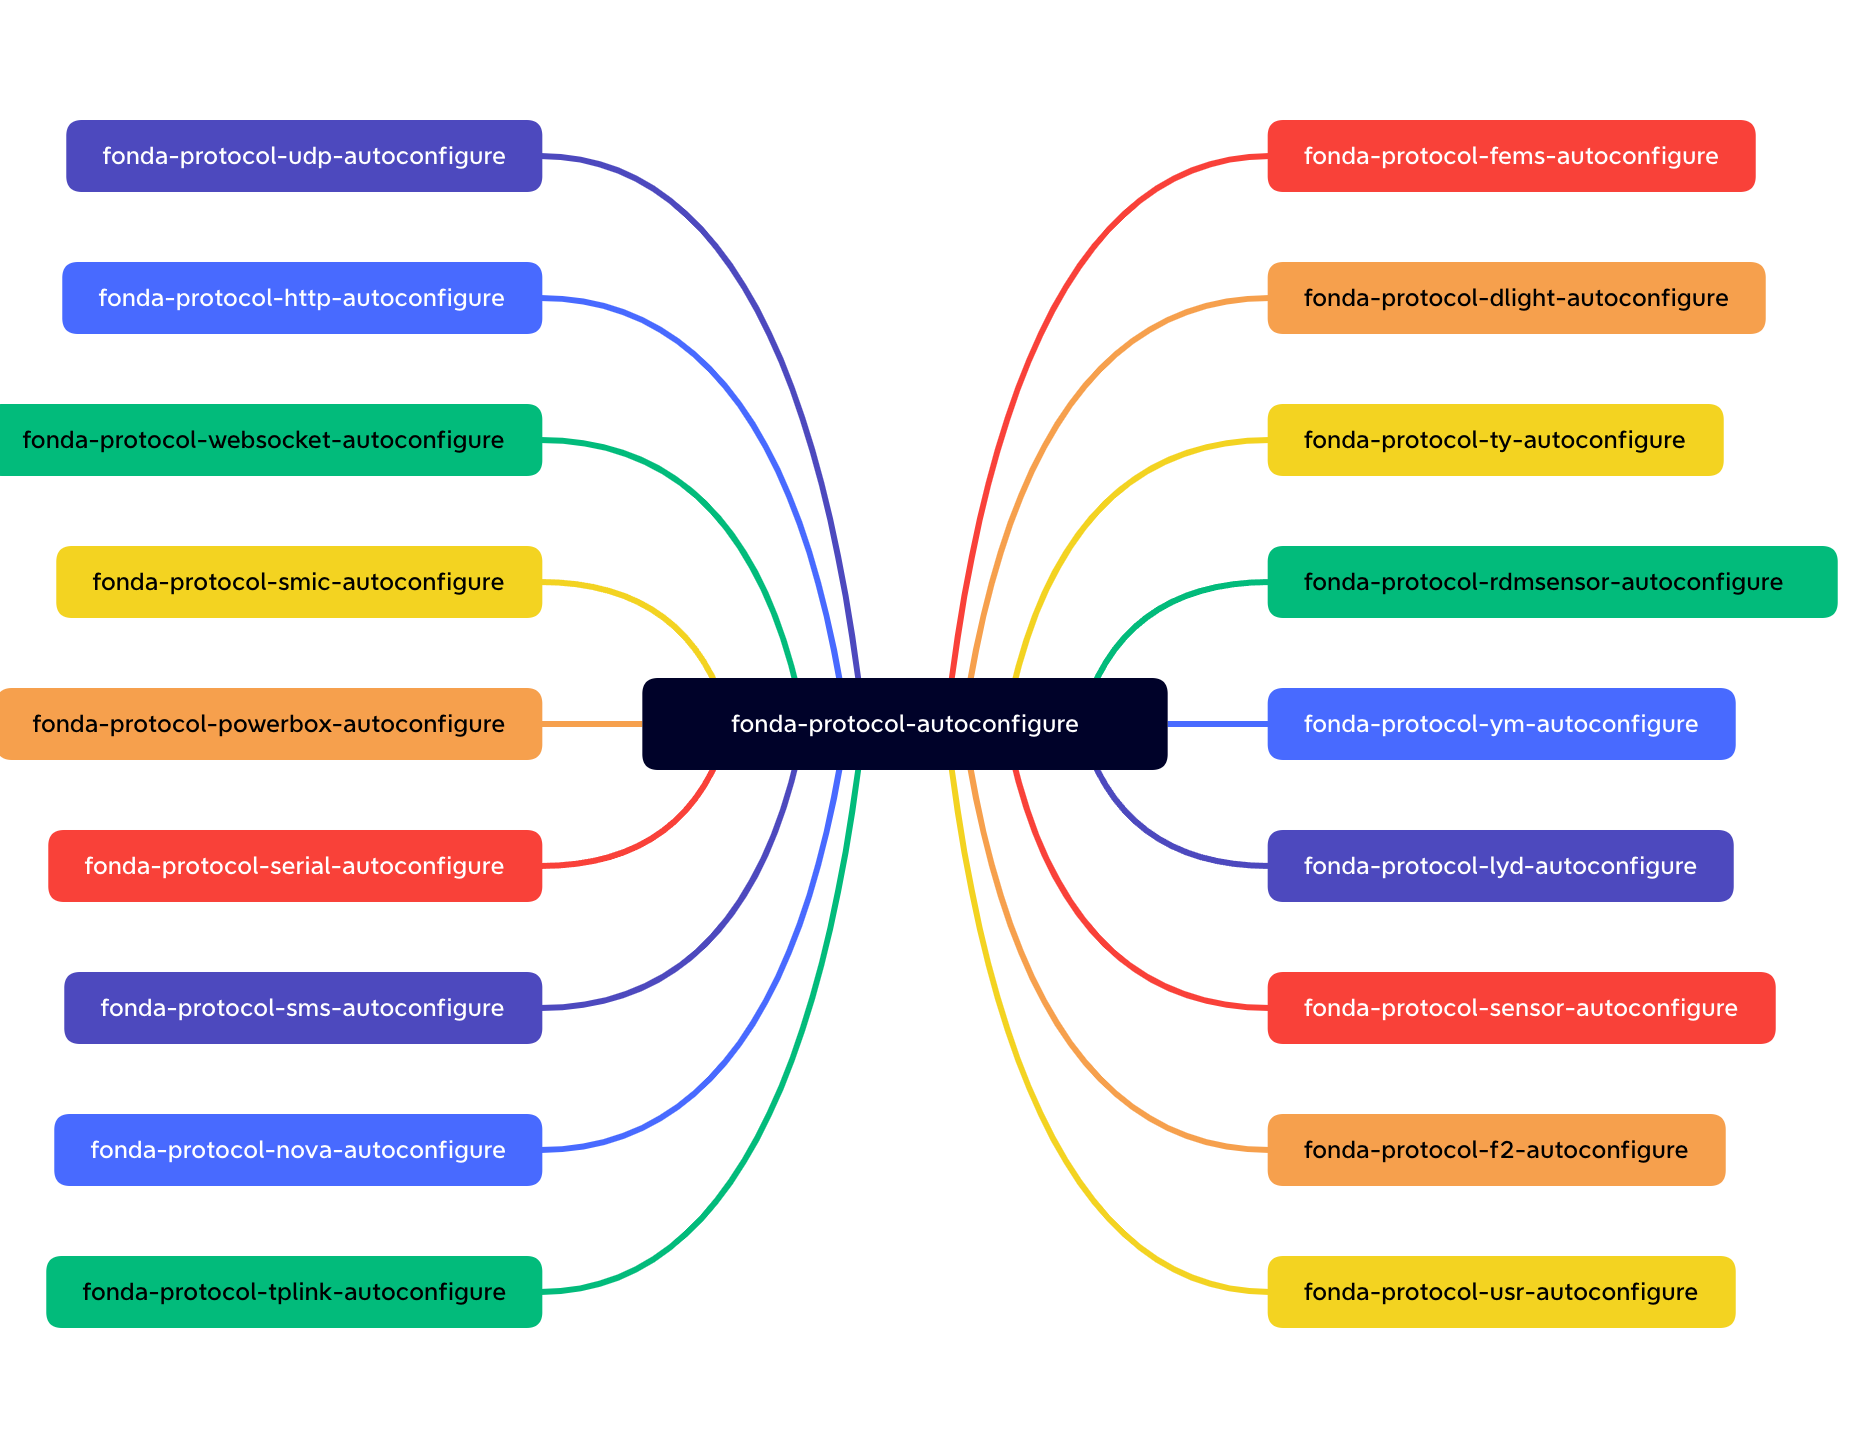 fonda-protocol-udp-autoconfigure
fonda-protocol-http-autoconfigure
fonda-protocol-websocket-autoconfigure
fonda-protocol-smic-autoconfigure
fonda-protocol-powerbox-autoconfigure
fonda-protocol-serial-autoconfigure
fonda-protocol-sms-autoconfigure
fonda-protocol-nova-autoconfigure
fonda-protocol-tplink-autoconfigure
fonda-protocol-autoconfigure
fonda-protocol-fems-autoconfigure
fonda-protocol-dlight-autoconfigure
fonda-protocol-ty-autoconfigure
fonda-protocol-rdmsensor-autoconfigure
fonda-protocol-ym-autoconfigure
fonda-protocol-lyd-autoconfigure
fonda-protocol-sensor-autoconfigure
fonda-protocol-f2-autoconfigure
fonda-protocol-usr-autoconfigure